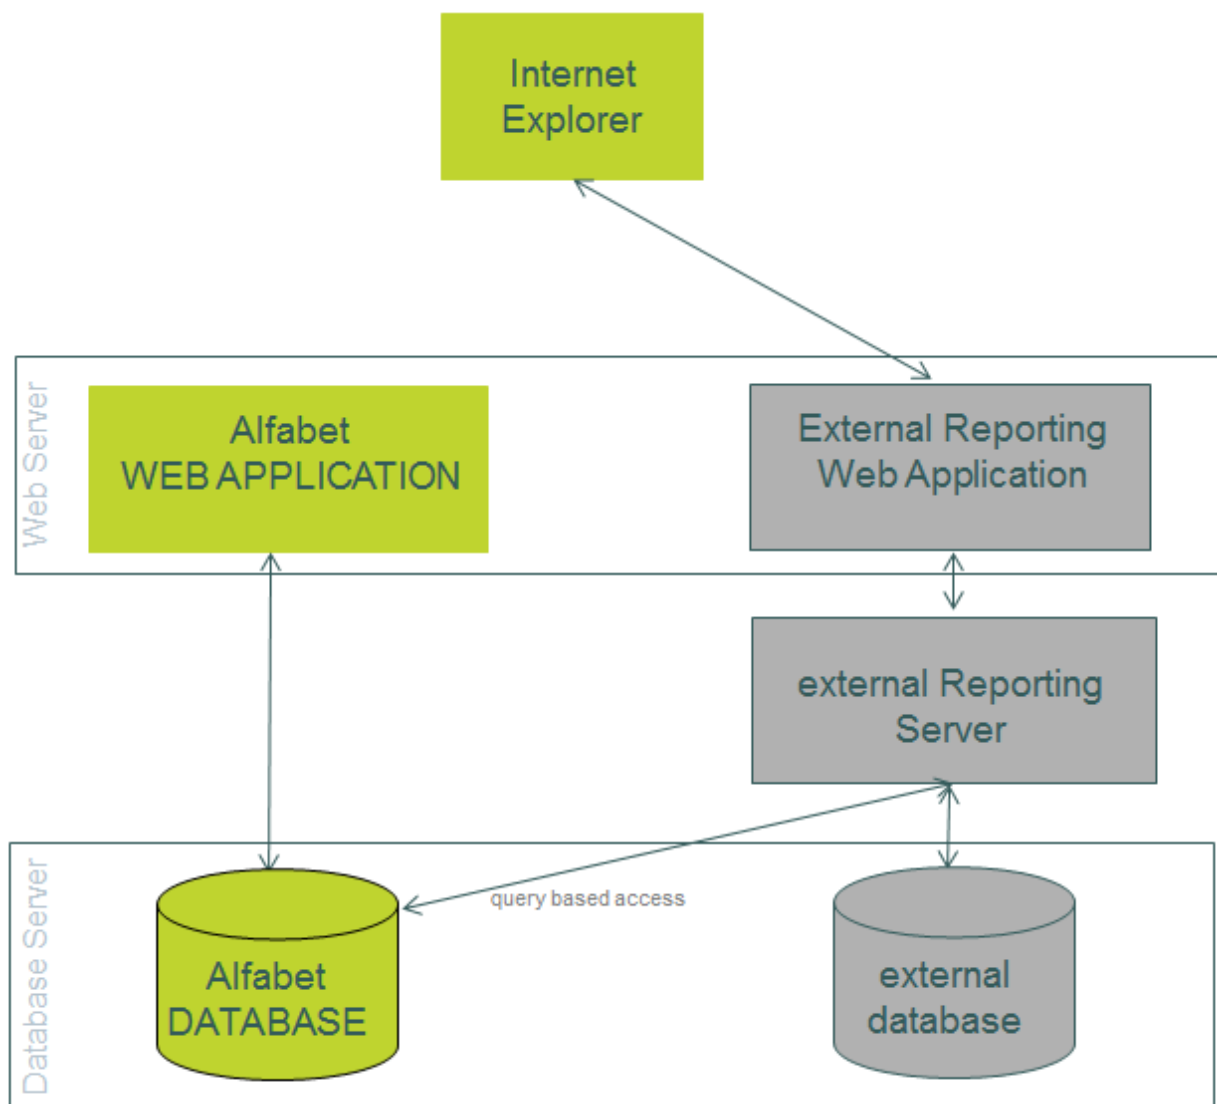 Internet
Explorer
Web Server
Alfabet
WEB APPLICATION
External Reporting
Web Application
external Reporting
Server
Database Server
query based access
Alfabet
DATABASE
external
database